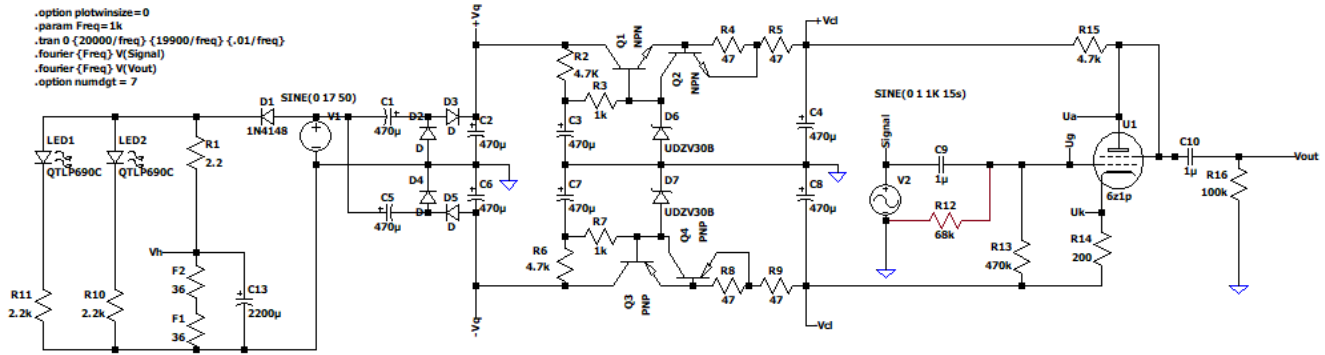 .option plotwinsize=0
.param Freq=1k
.tran 0 {20000/freq} {19900/freq} {.01/freq}
.fourier {Freq} V(Signal)
.fourier {Freq} V(Vout)
.option numdgt = 7
SINE(0 17 50)
D1
1N4148
V1
LED1
QTLP690C
LED2
QTLP690C
R1
2.2
Vh
F2
36
F1
36
C13
2200µ
R11
2.2k
R10
2.2k
C1
470µ
D2
D
D3
D
C2
470µ
D4
D
D5
D
C5
470µ
C6
470µ
+Vq
-Vq
R2
4.7K
R3
1k
C3
470µ
C7
470µ
R7
1k
R6
4.7k
Q1
NPN
Q2
NPN
R4
47
R5
47
D6
UDZV30B
D7
UDZV30B
Q4
PNP
Q3
PNP
R8
47
R9
47
+Vcl
C4
470µ
C8
470µ
-Vcl
SINE(0 1 1K 15s)
Signal
V2
C9
1µ
R12
68k
R13
470k
R15
4.7k
Ua
Ug
U1
6z1p
Uk
R14
200
C10
1µ
R16
100k
Vout